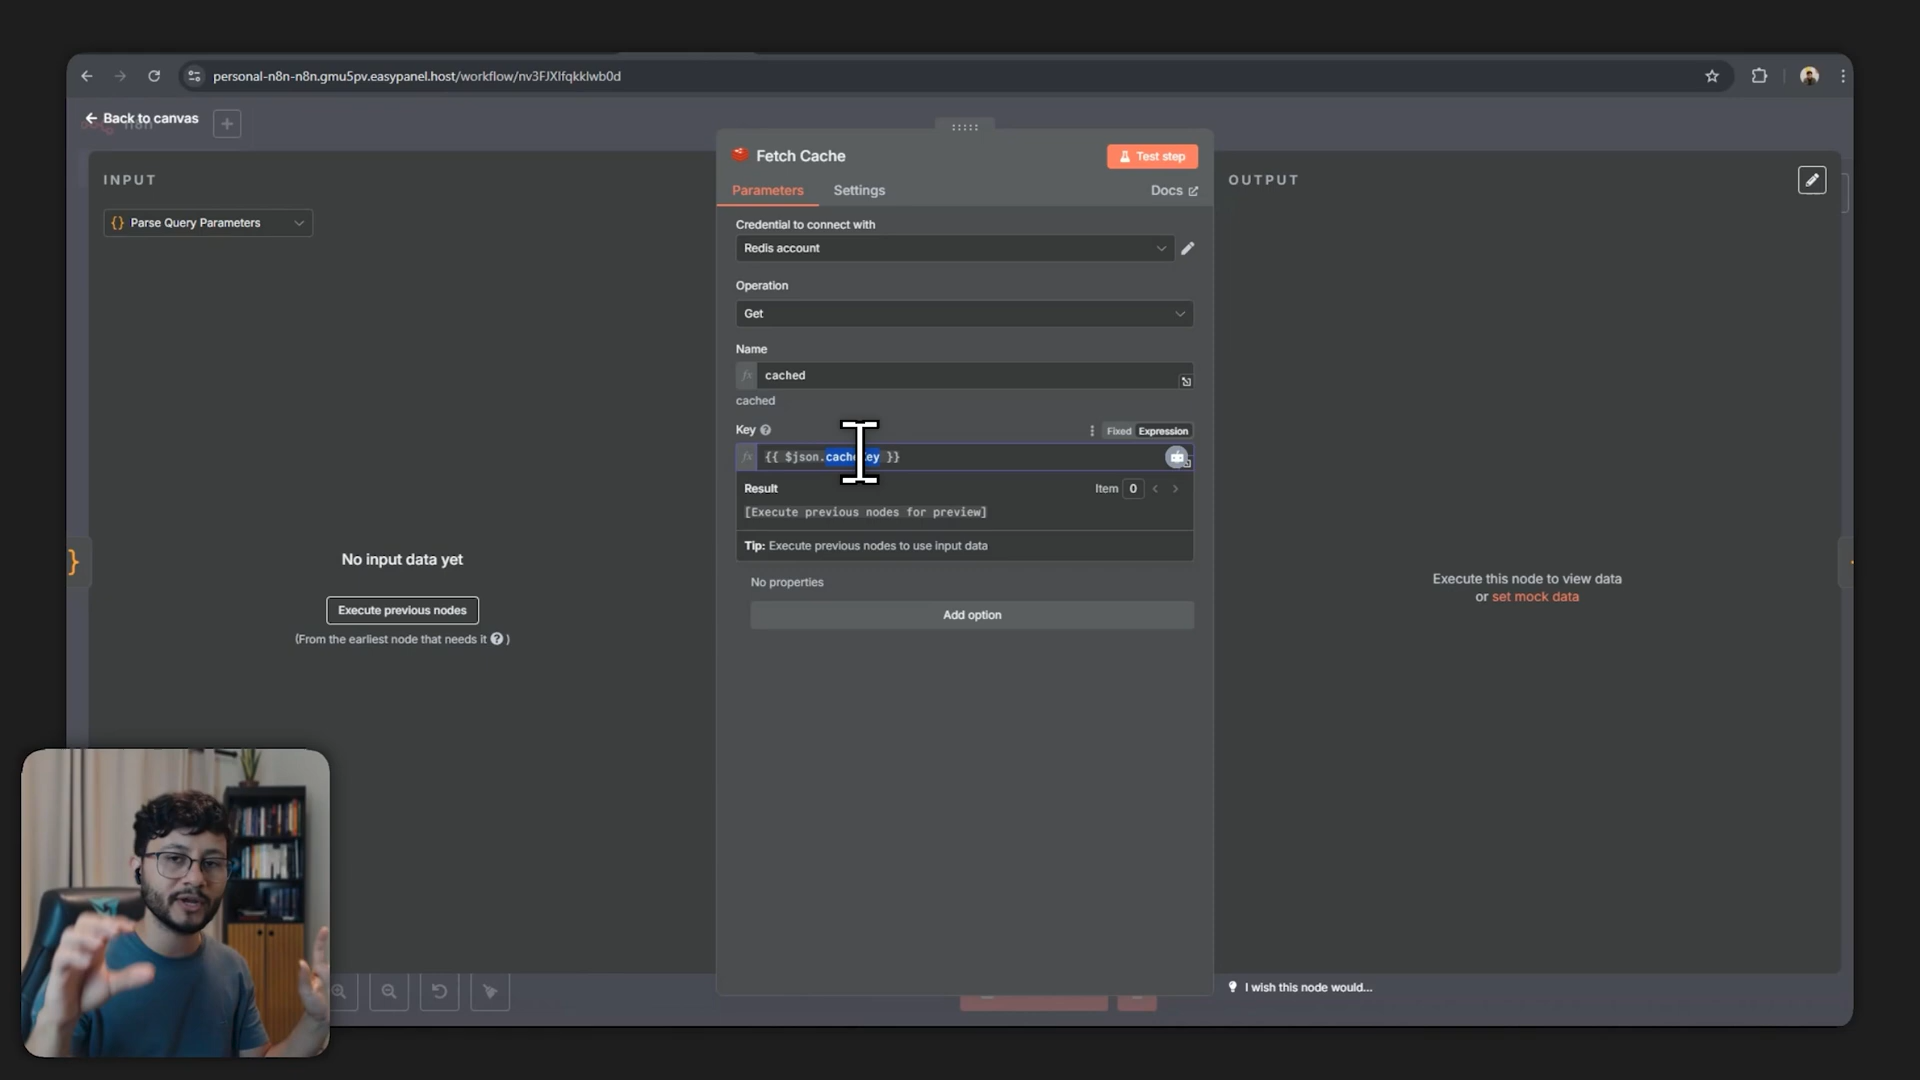 personal-n8n-n8n.gmu5pv.easypanel.host/workflow/nv3FJXlfqkklwb0d
Back to canvas
INPUT
Parse Query Parameters
No input data yet
Execute previous nodes
(From the earliest node that needs it ? )
Fetch Cache
Test step
Parameters
Settings
Docs
Credential to connect with
Redis account
Operation
Get
Name
fx cached
cached
Key ?
Fixed Expression
fx {{ $json.cacheKey }}
Result
Item 0
[Execute previous nodes for preview]
Tip: Execute previous nodes to use input data
No properties
Add option
OUTPUT
Execute this node to view data
or set mock data
I wish this node would...